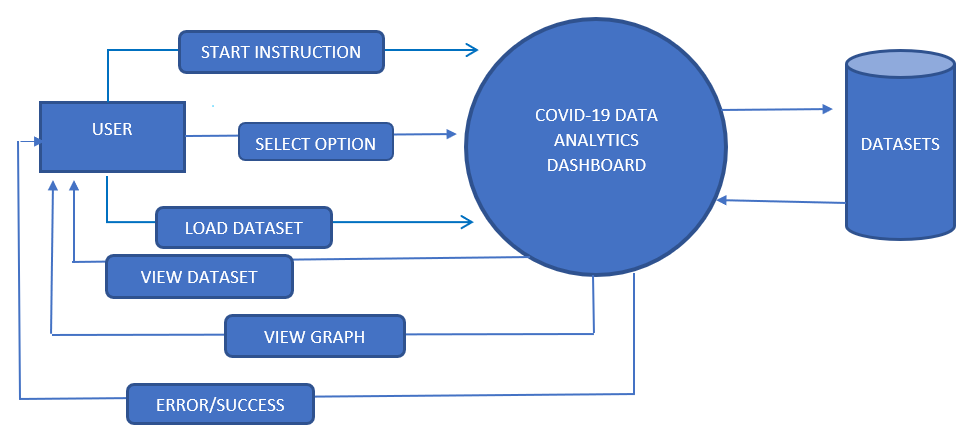 START INSTRUCTION
USER
SELECT OPTION
COVID-19 DATA
ANALYTICS
DASHBOARD
DATASETS
LOAD DATASET
VIEW DATASET
VIEW GRAPH
ERROR/SUCCESS